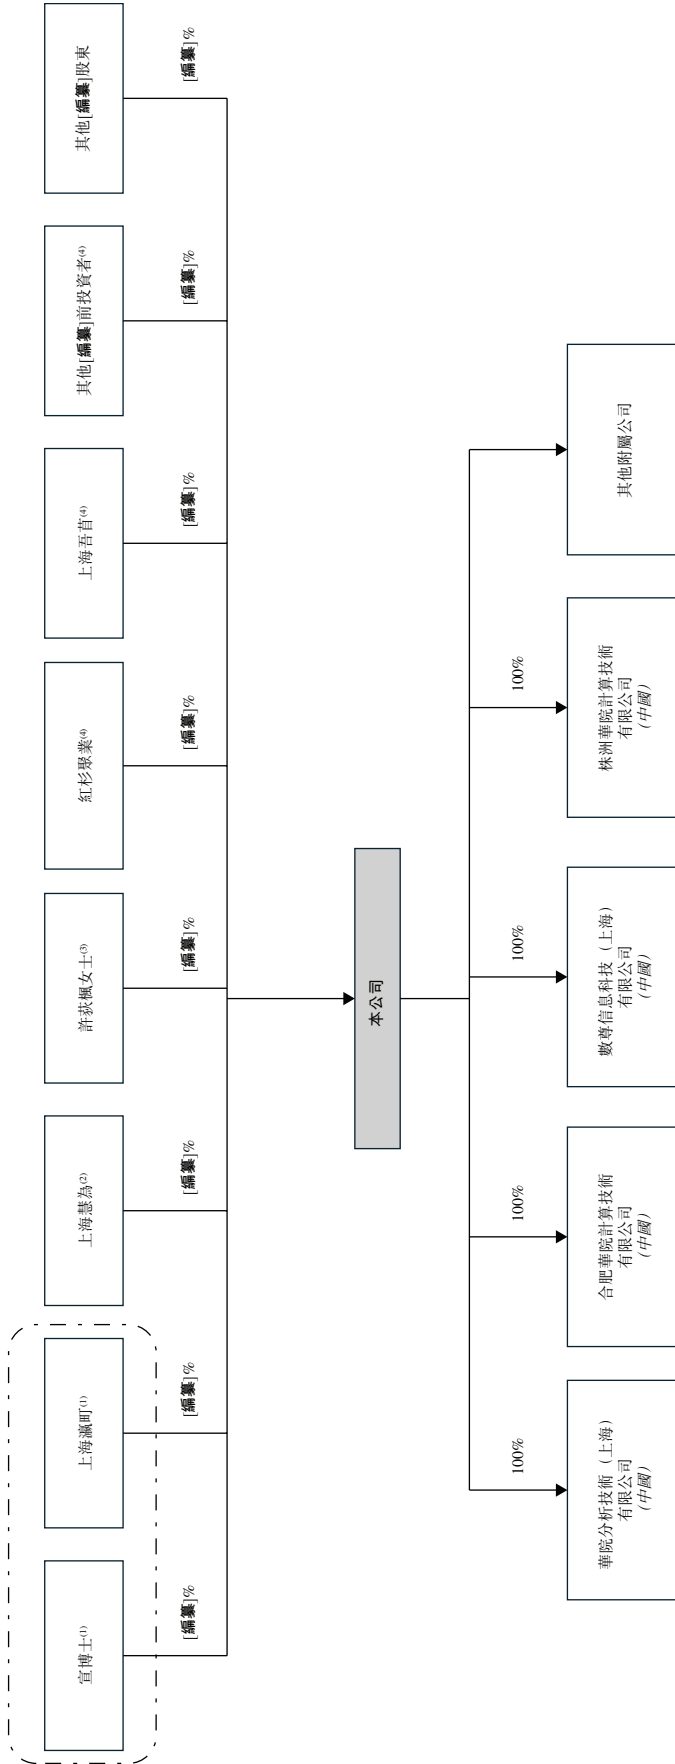 宣博士(1)
上海瀛町(1)
上海慧為(2)
許荻楓女士(3)
紅杉聚業(4)
上海吾苜(4)
其他[編纂]前投資者(4)
其他[編纂]股東
[編纂]%
[編纂]%
[編纂]%
[編纂]%
[編纂]%
[編纂]%
[編纂]%
[編纂]%
本公司
100%
100%
100%
100%
華院分析技術（上海）
有限公司
（中國）
合肥華院計算技術
有限公司
（中國）
數尊信息科技（上海）
有限公司
（中國）
株洲華院計算技術
有限公司
（中國）
其他附屬公司